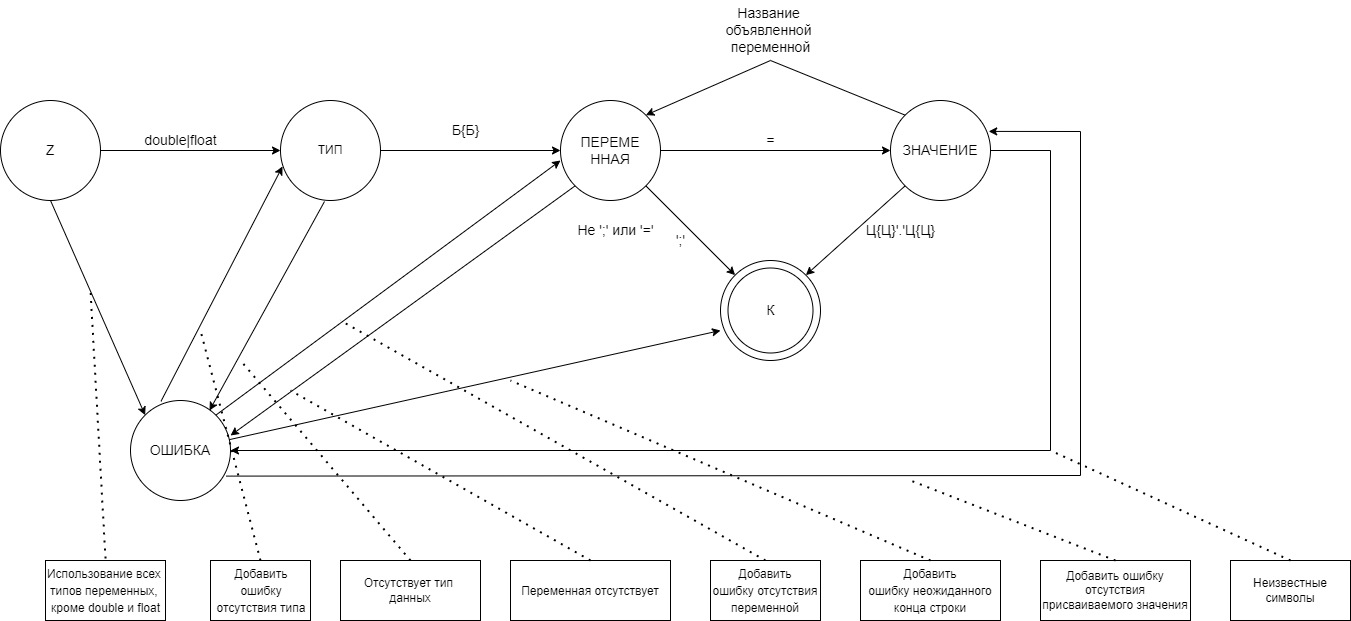 Название
объявленной
переменной
Z
double|float
ТИП
Б{Б}
ПЕРЕМЕ
ННАЯ
=
ЗНАЧЕНИЕ
Не ';' или '='
';'
Ц{Ц}'.'Ц{Ц}
К
ОШИБКА
Использование всех
типов переменных,
кроме double и float
Добавить
ошибку
отсутствия типа
Отсутствует тип
данных
Переменная отсутствует
Добавить
ошибку отсутствия
переменной
Добавить
ошибку неожиданного
конца строки
Добавить ошибку
отсутствия
присваиваемого значения
Неизвестные
символы